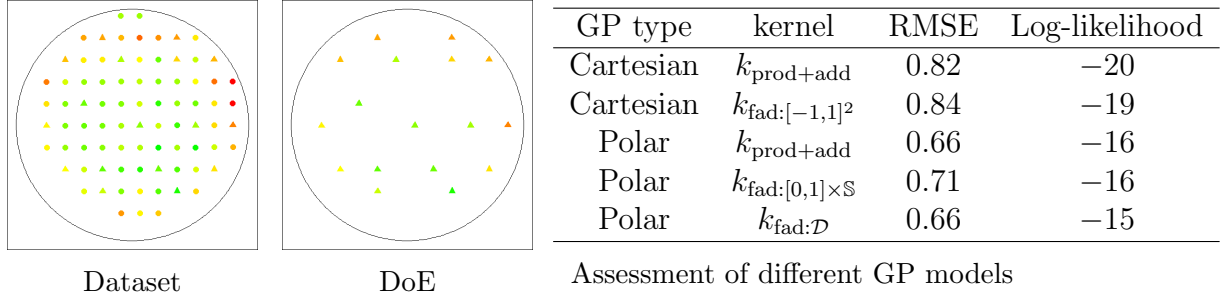 GP type kernel RMSE Log-likelihood
Cartesian k_prod+add 0.82 −20
Cartesian k_fad:[−1,1]² 0.84 −19
Polar k_prod+add 0.66 −16
Polar k_fad:[0,1]×𝕊 0.71 −16
Polar k_fad:𝒟 0.66 −15
Dataset
DoE
Assessment of different GP models